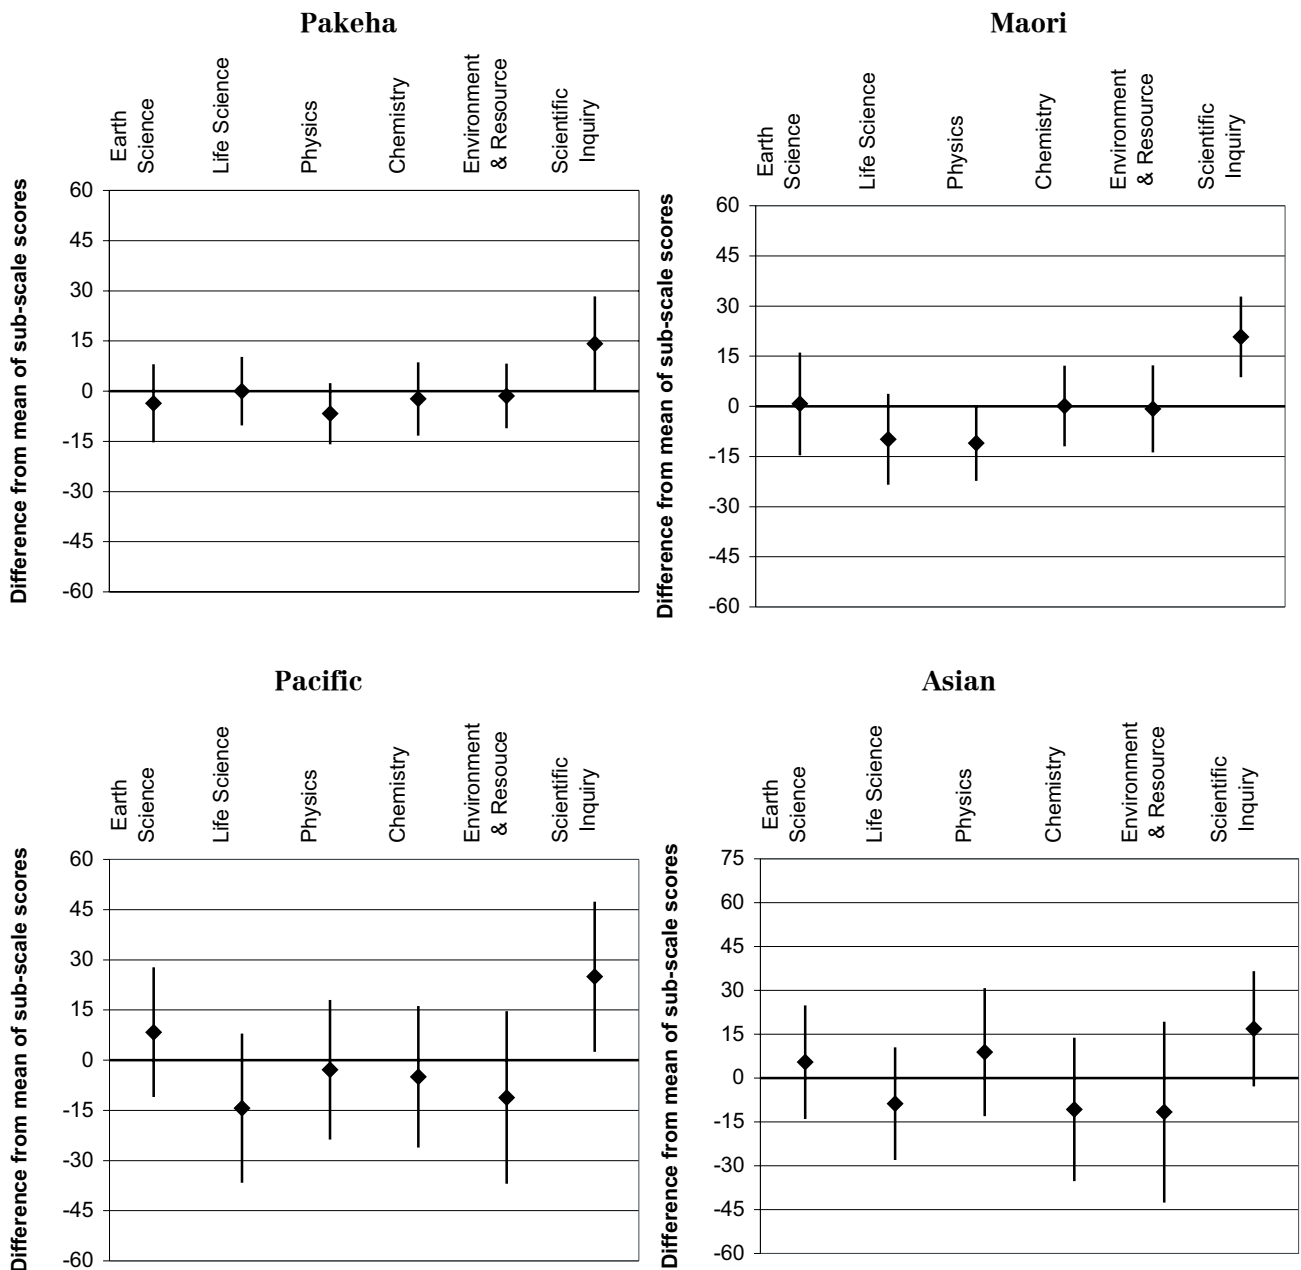 Pakeha
Earth
Science
Life Science
Physics
Chemistry
Environment
& Resource
Scientific
Inquiry
Difference from mean of sub-scale scores
60
45
30
15
0
-15
-30
-45
-60
Maori
Earth
Science
Life Science
Physics
Chemistry
Environment
& Resource
Scientific
Inquiry
Difference from mean of sub-scale scores
60
45
30
15
0
-15
-30
-45
-60
Pacific
Earth
Science
Life Science
Physics
Chemistry
Environment
& Resouce
Scientific
Inquiry
Difference from mean of sub-scale scores
60
45
30
15
0
-15
-30
-45
-60
Asian
Earth
Science
Life Science
Physics
Chemistry
Environment
& Resource
Scientific
Inquiry
Difference from mean of sub-scale scores
75
60
45
30
15
0
-15
-30
-45
-60